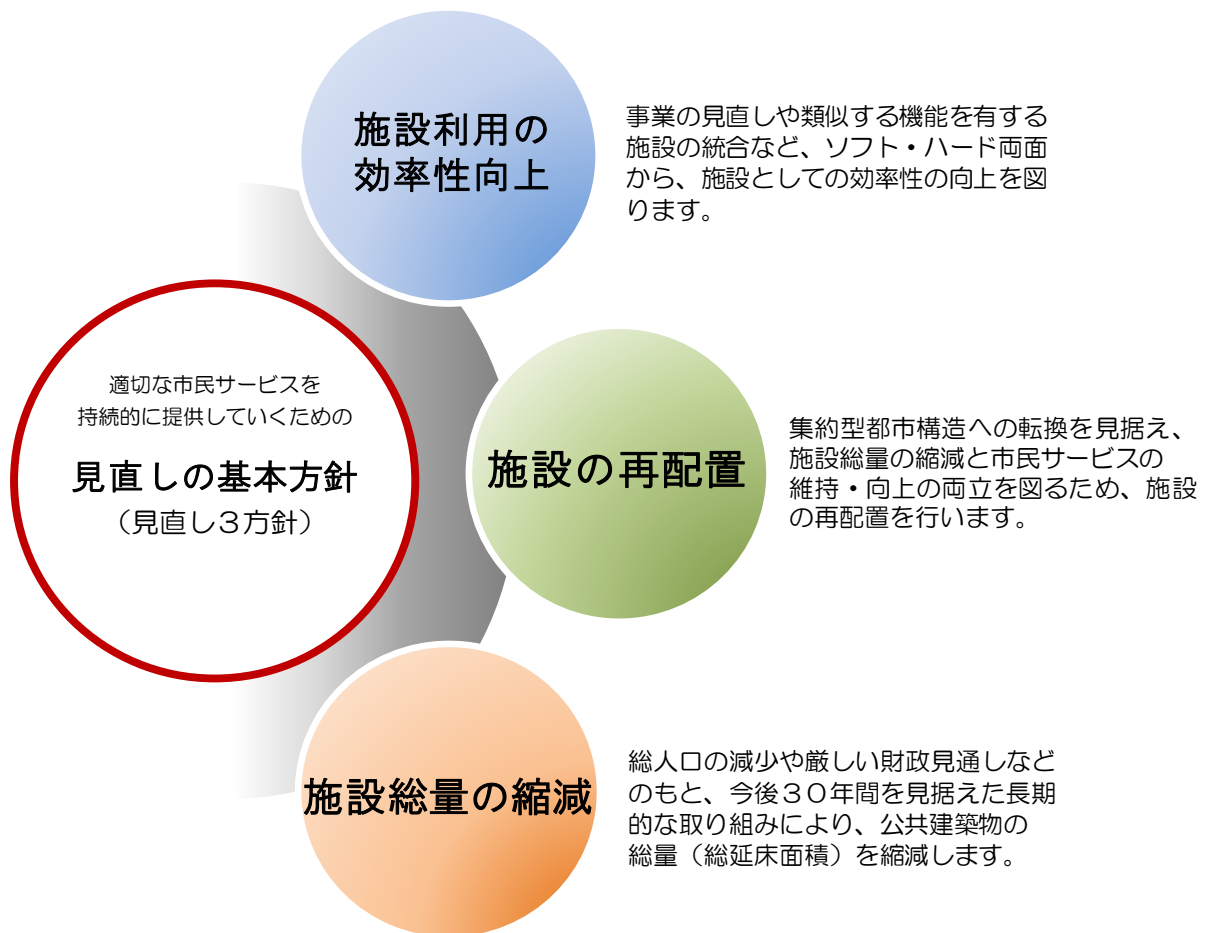 施設利用の
効率性向上
事業の見直しや類似する機能を有する
施設の統合など、ソフト・ハード両面
から、施設としての効率性の向上を図
ります。
適切な市民サービスを
持続的に提供していくための
見直しの基本方針
（見直し３方針）
施設の再配置
集約型都市構造への転換を見据え、
施設総量の縮減と市民サービスの
維持・向上の両立を図るため、施設
の再配置を行います。
施設総量の縮減
総人口の減少や厳しい財政見通しなど
のもと、今後３０年間を見据えた長期
的な取り組みにより、公共建築物の
総量（総延床面積）を縮減します。